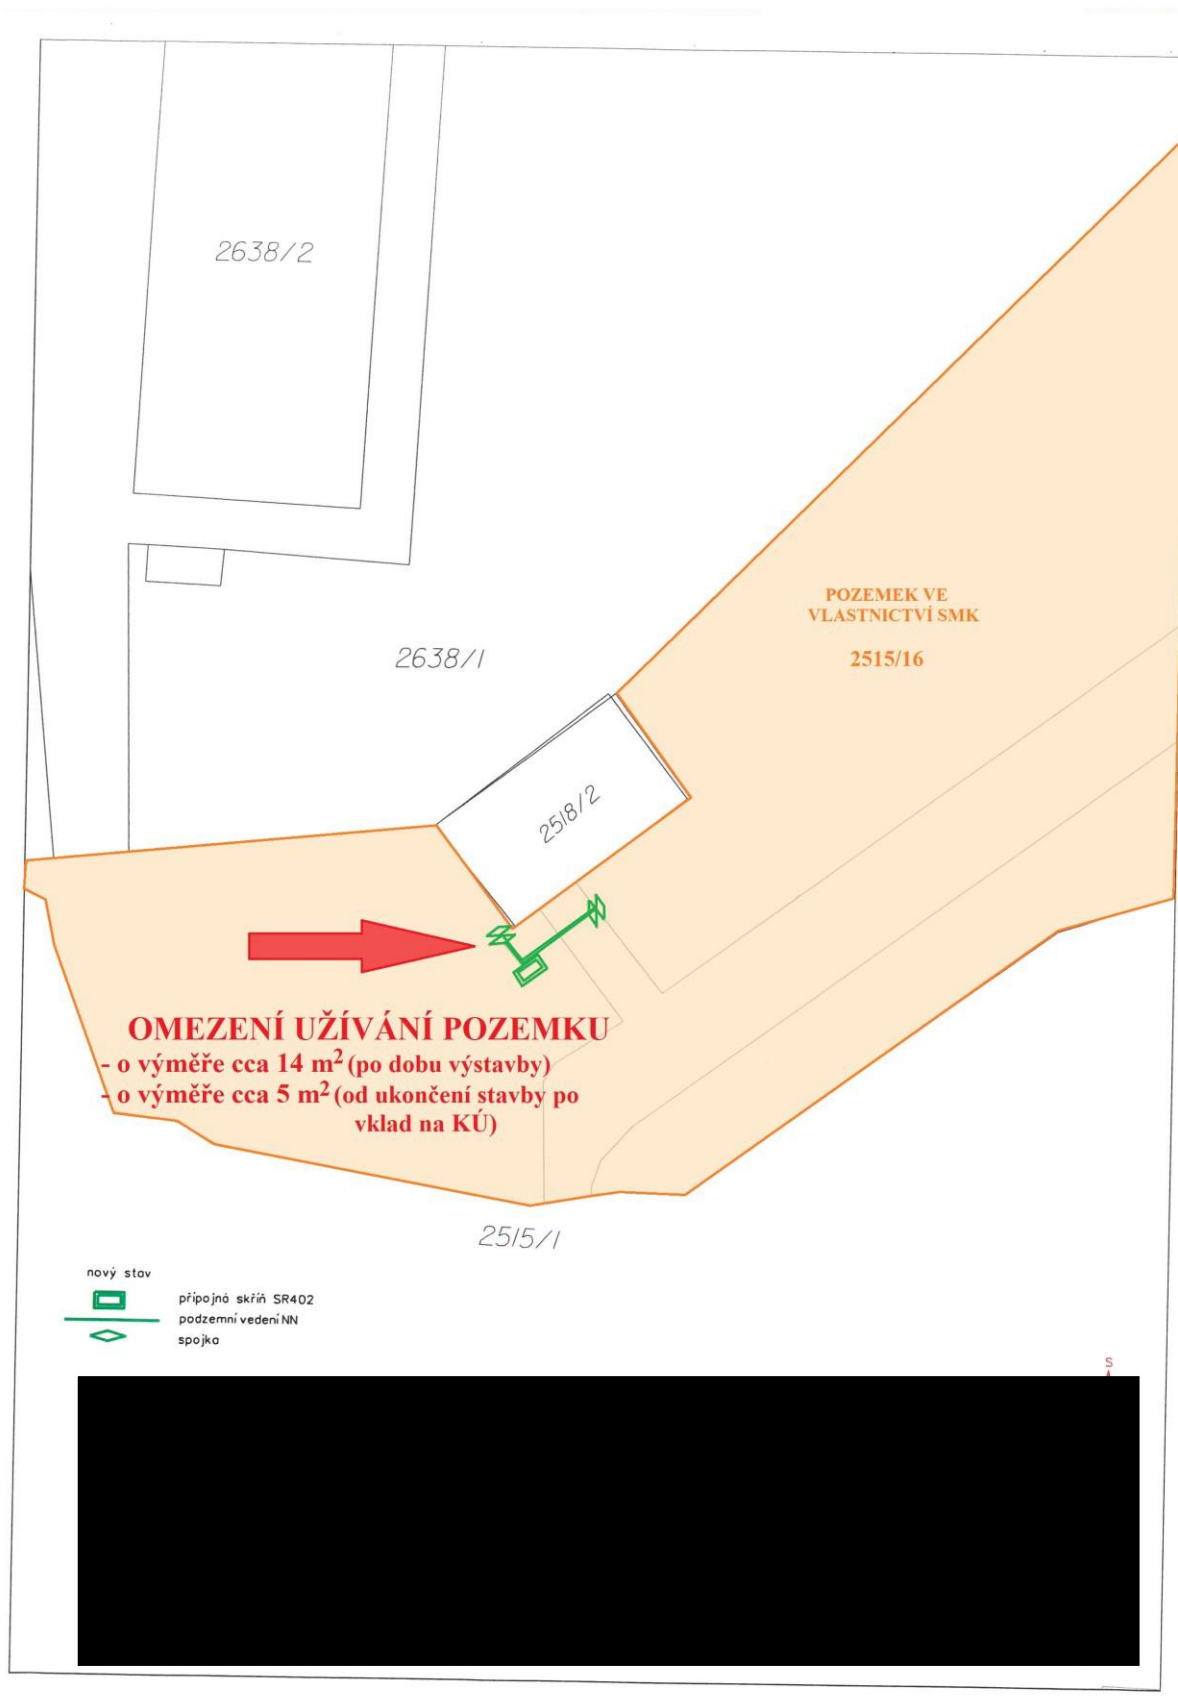 2638/2
POZEMEK VE
VLASTNICTVÍ SMK
2515/16
2638/1
2518/2
OMEZENÍ UŽÍVÁNÍ POZEMKU
- o výměře cca 14 m² (po dobu výstavby)
- o výměře cca 5 m² (od ukončení stavby po
vklad na KÚ)
2515/1
nový stav
přípojná skříň SR402
podzemní vedení NN
spojka
S